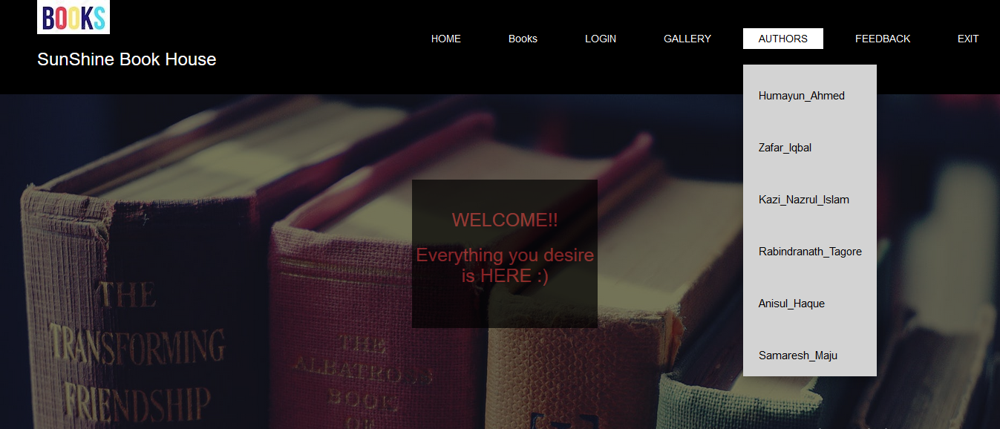 BOOKS
SunShine Book House
HOME Books LOGIN GALLERY AUTHORS FEEDBACK EXIT
Humayun_Ahmed
Zafar_Iqbal
Kazi_Nazrul_Islam
Rabindranath_Tagore
Anisul_Haque
Samaresh_Maju
WELCOME!!
Everything you desire
is HERE :)
THE
TRANSFORMING
FRIENDSHIP
THE
ALBATROSS
BOOK
OF